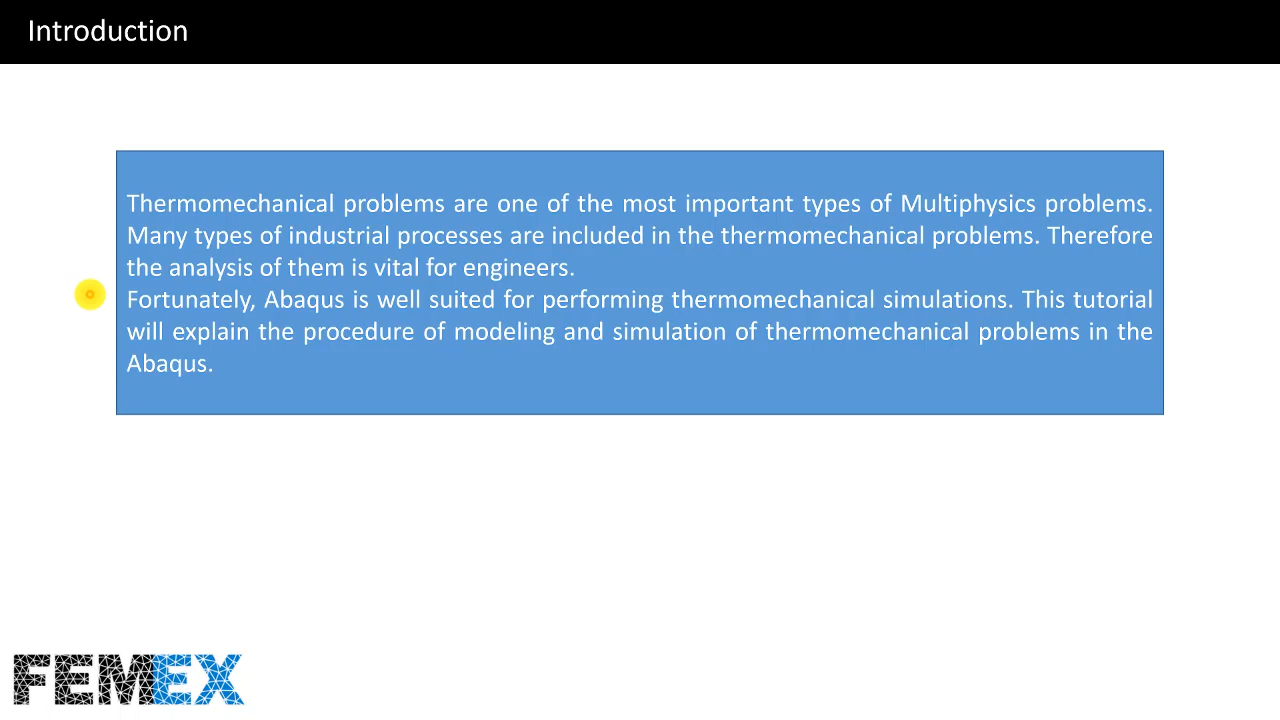 Introduction
Thermomechanical problems are one of the most important types of Multiphysics problems.
Many types of industrial processes are included in the thermomechanical problems. Therefore
the analysis of them is vital for engineers.
Fortunately, Abaqus is well suited for performing thermomechanical simulations. This tutorial
will explain the procedure of modeling and simulation of thermomechanical problems in the
Abaqus.
FEMEX